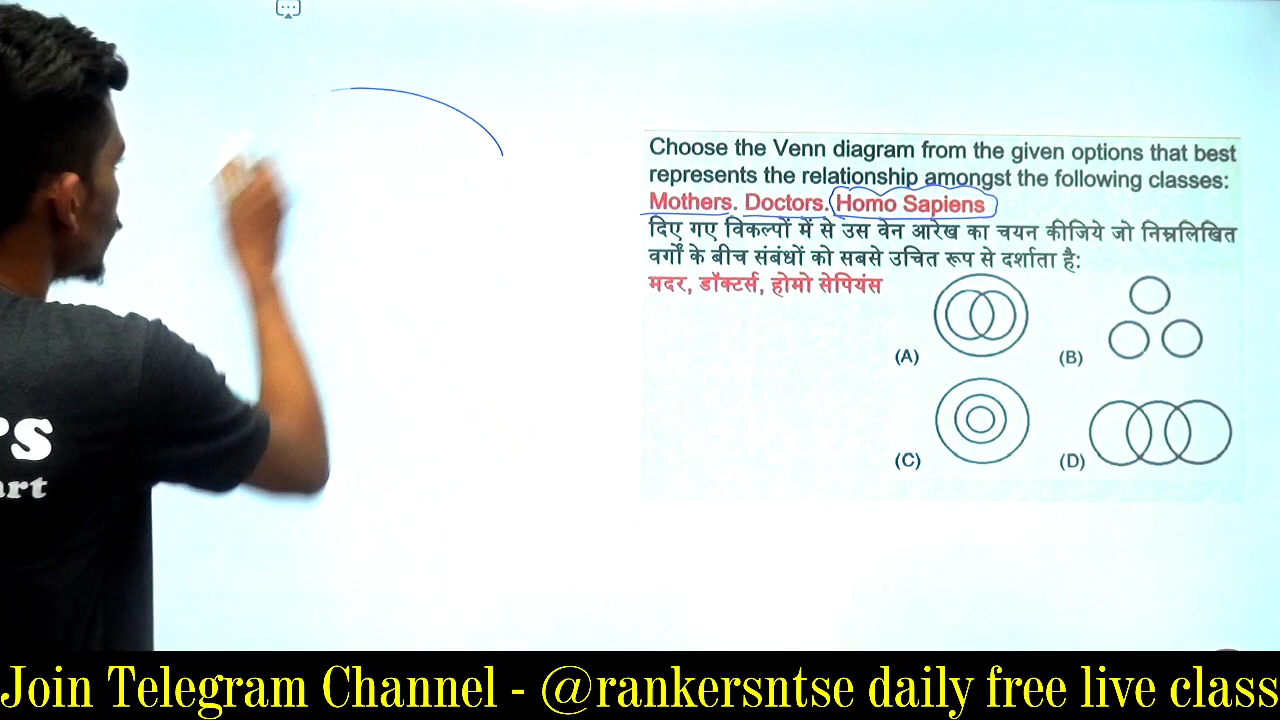 Choose the Venn diagram from the given options that best
represents the relationship amongst the following classes:
Mothers. Doctors. Homo Sapiens
दिए गए विकल्पों में से उस वेन आरेख का चयन कीजिये जो निम्नलिखित
वर्गों के बीच संबंधों को सबसे उचित रूप से दर्शाता है:
मदर, डॉक्टर्स, होमो सेपियंस
(A)
(B)
(C)
(D)
Join Telegram Channel - @rankersntse daily free live class